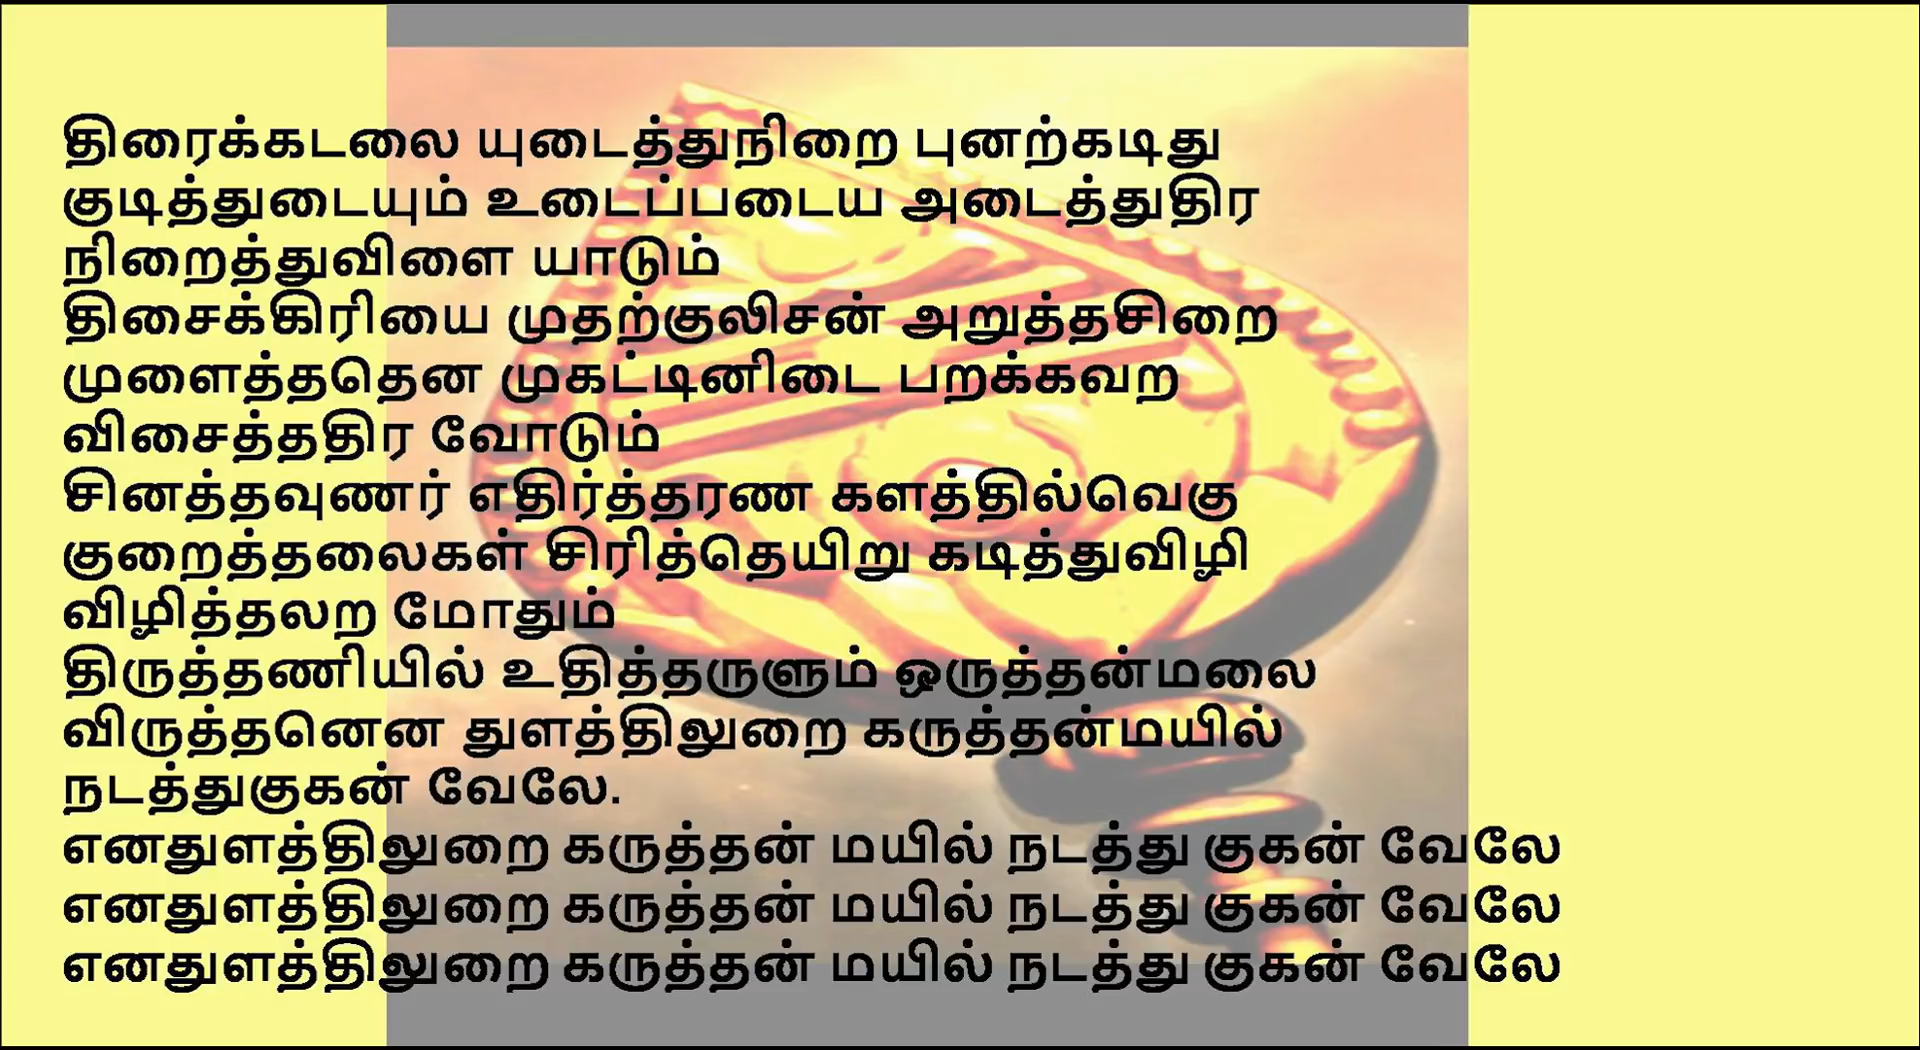 திரைக்கடலை யுடைத்துநிறை புனற்கடிது
குடித்துடையும் உடைப்படைய அடைத்துதிர
நிறைத்துவிளை யாடும்
திசைக்கிரியை முதற்குலிசன் அறுத்தசிறை
முளைத்ததென முகட்டினிடை பறக்கவற
விசைத்ததிர வோடும்
சினத்தவுணர் எதிர்த்தரண களத்தில்வெகு
குறைத்தலைகள் சிரித்தெயிறு கடித்துவிழி
விழித்தலற மோதும்
திருத்தணியில் உதித்தருளும் ஒருத்தன்மலை
விருத்தனென துளத்திலுறை கருத்தன்மயில்
நடத்துகுகன் வேலே.
எனதுளத்திலுறை கருத்தன் மயில் நடத்து குகன் வேலே
எனதுளத்திலுறை கருத்தன் மயில் நடத்து குகன் வேலே
எனதுளத்திலுறை கருத்தன் மயில் நடத்து குகன் வேலே